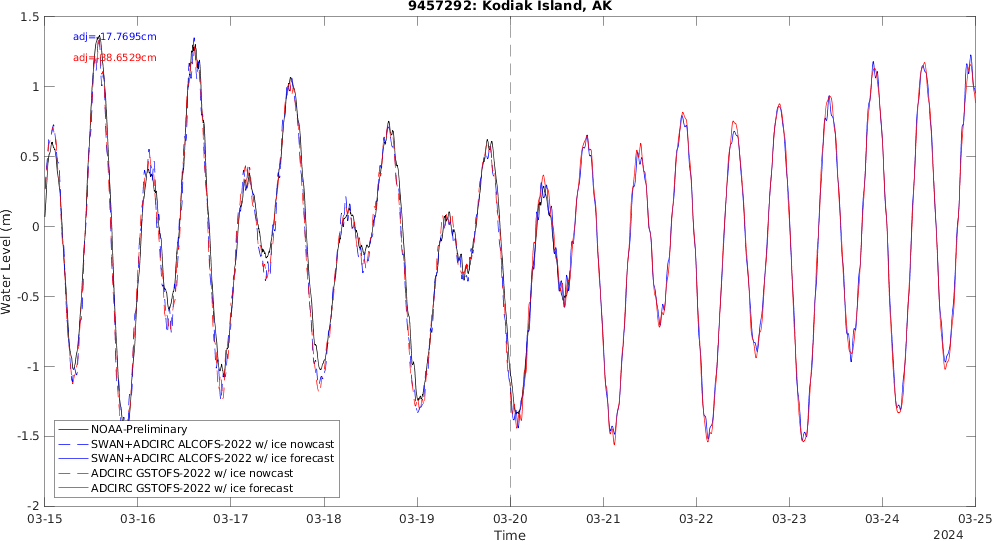 9457292: Kodiak Island, AK
adj=-17.7695cm
adj=-38.6529cm
Water Level (m)
1.5
1
0.5
0
-0.5
-1
-1.5
-2
NOAA-Preliminary
SWAN+ADCIRC ALCOFS-2022 w/ ice nowcast
SWAN+ADCIRC ALCOFS-2022 w/ ice forecast
ADCIRC GSTOFS-2022 w/ ice nowcast
ADCIRC GSTOFS-2022 w/ ice forecast
03-15 03-16 03-17 03-18 03-19 03-20 03-21 03-22 03-23 03-24 03-25
Time
2024